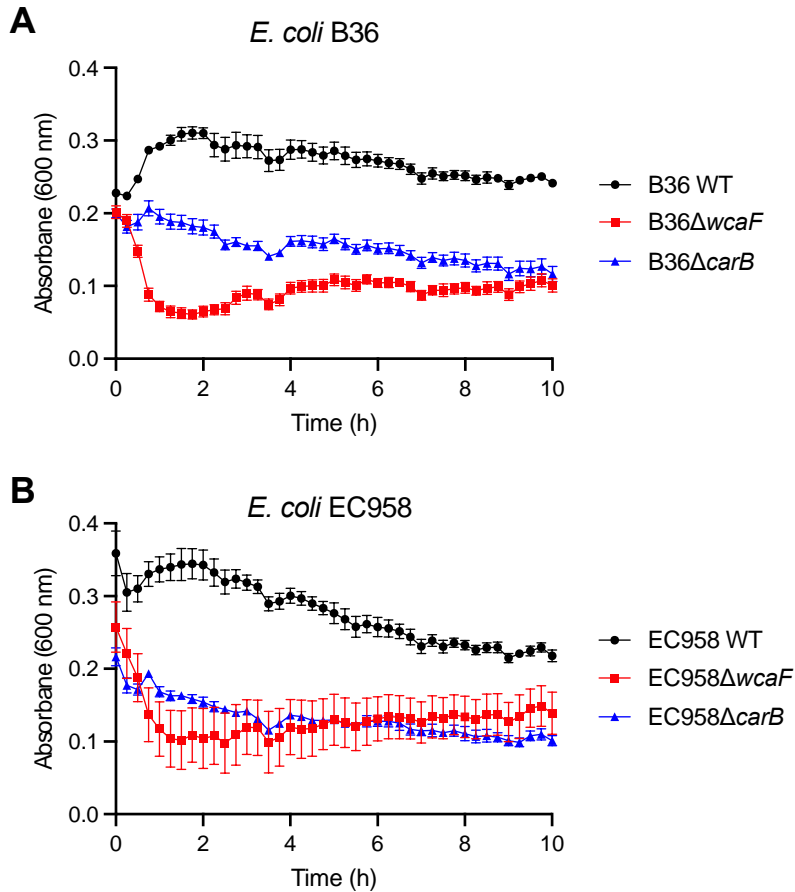 A
E. coli B36
0.4
0.3
0.2
0.1
0.0
Absorbane (600 nm)
0 2 4 6 8 10
Time (h)
B36 WT
B36ΔwcaF
B36ΔcarB
B
E. coli EC958
0.4
0.3
0.2
0.1
0.0
Absorbane (600 nm)
0 2 4 6 8 10
Time (h)
EC958 WT
EC958ΔwcaF
EC958ΔcarB